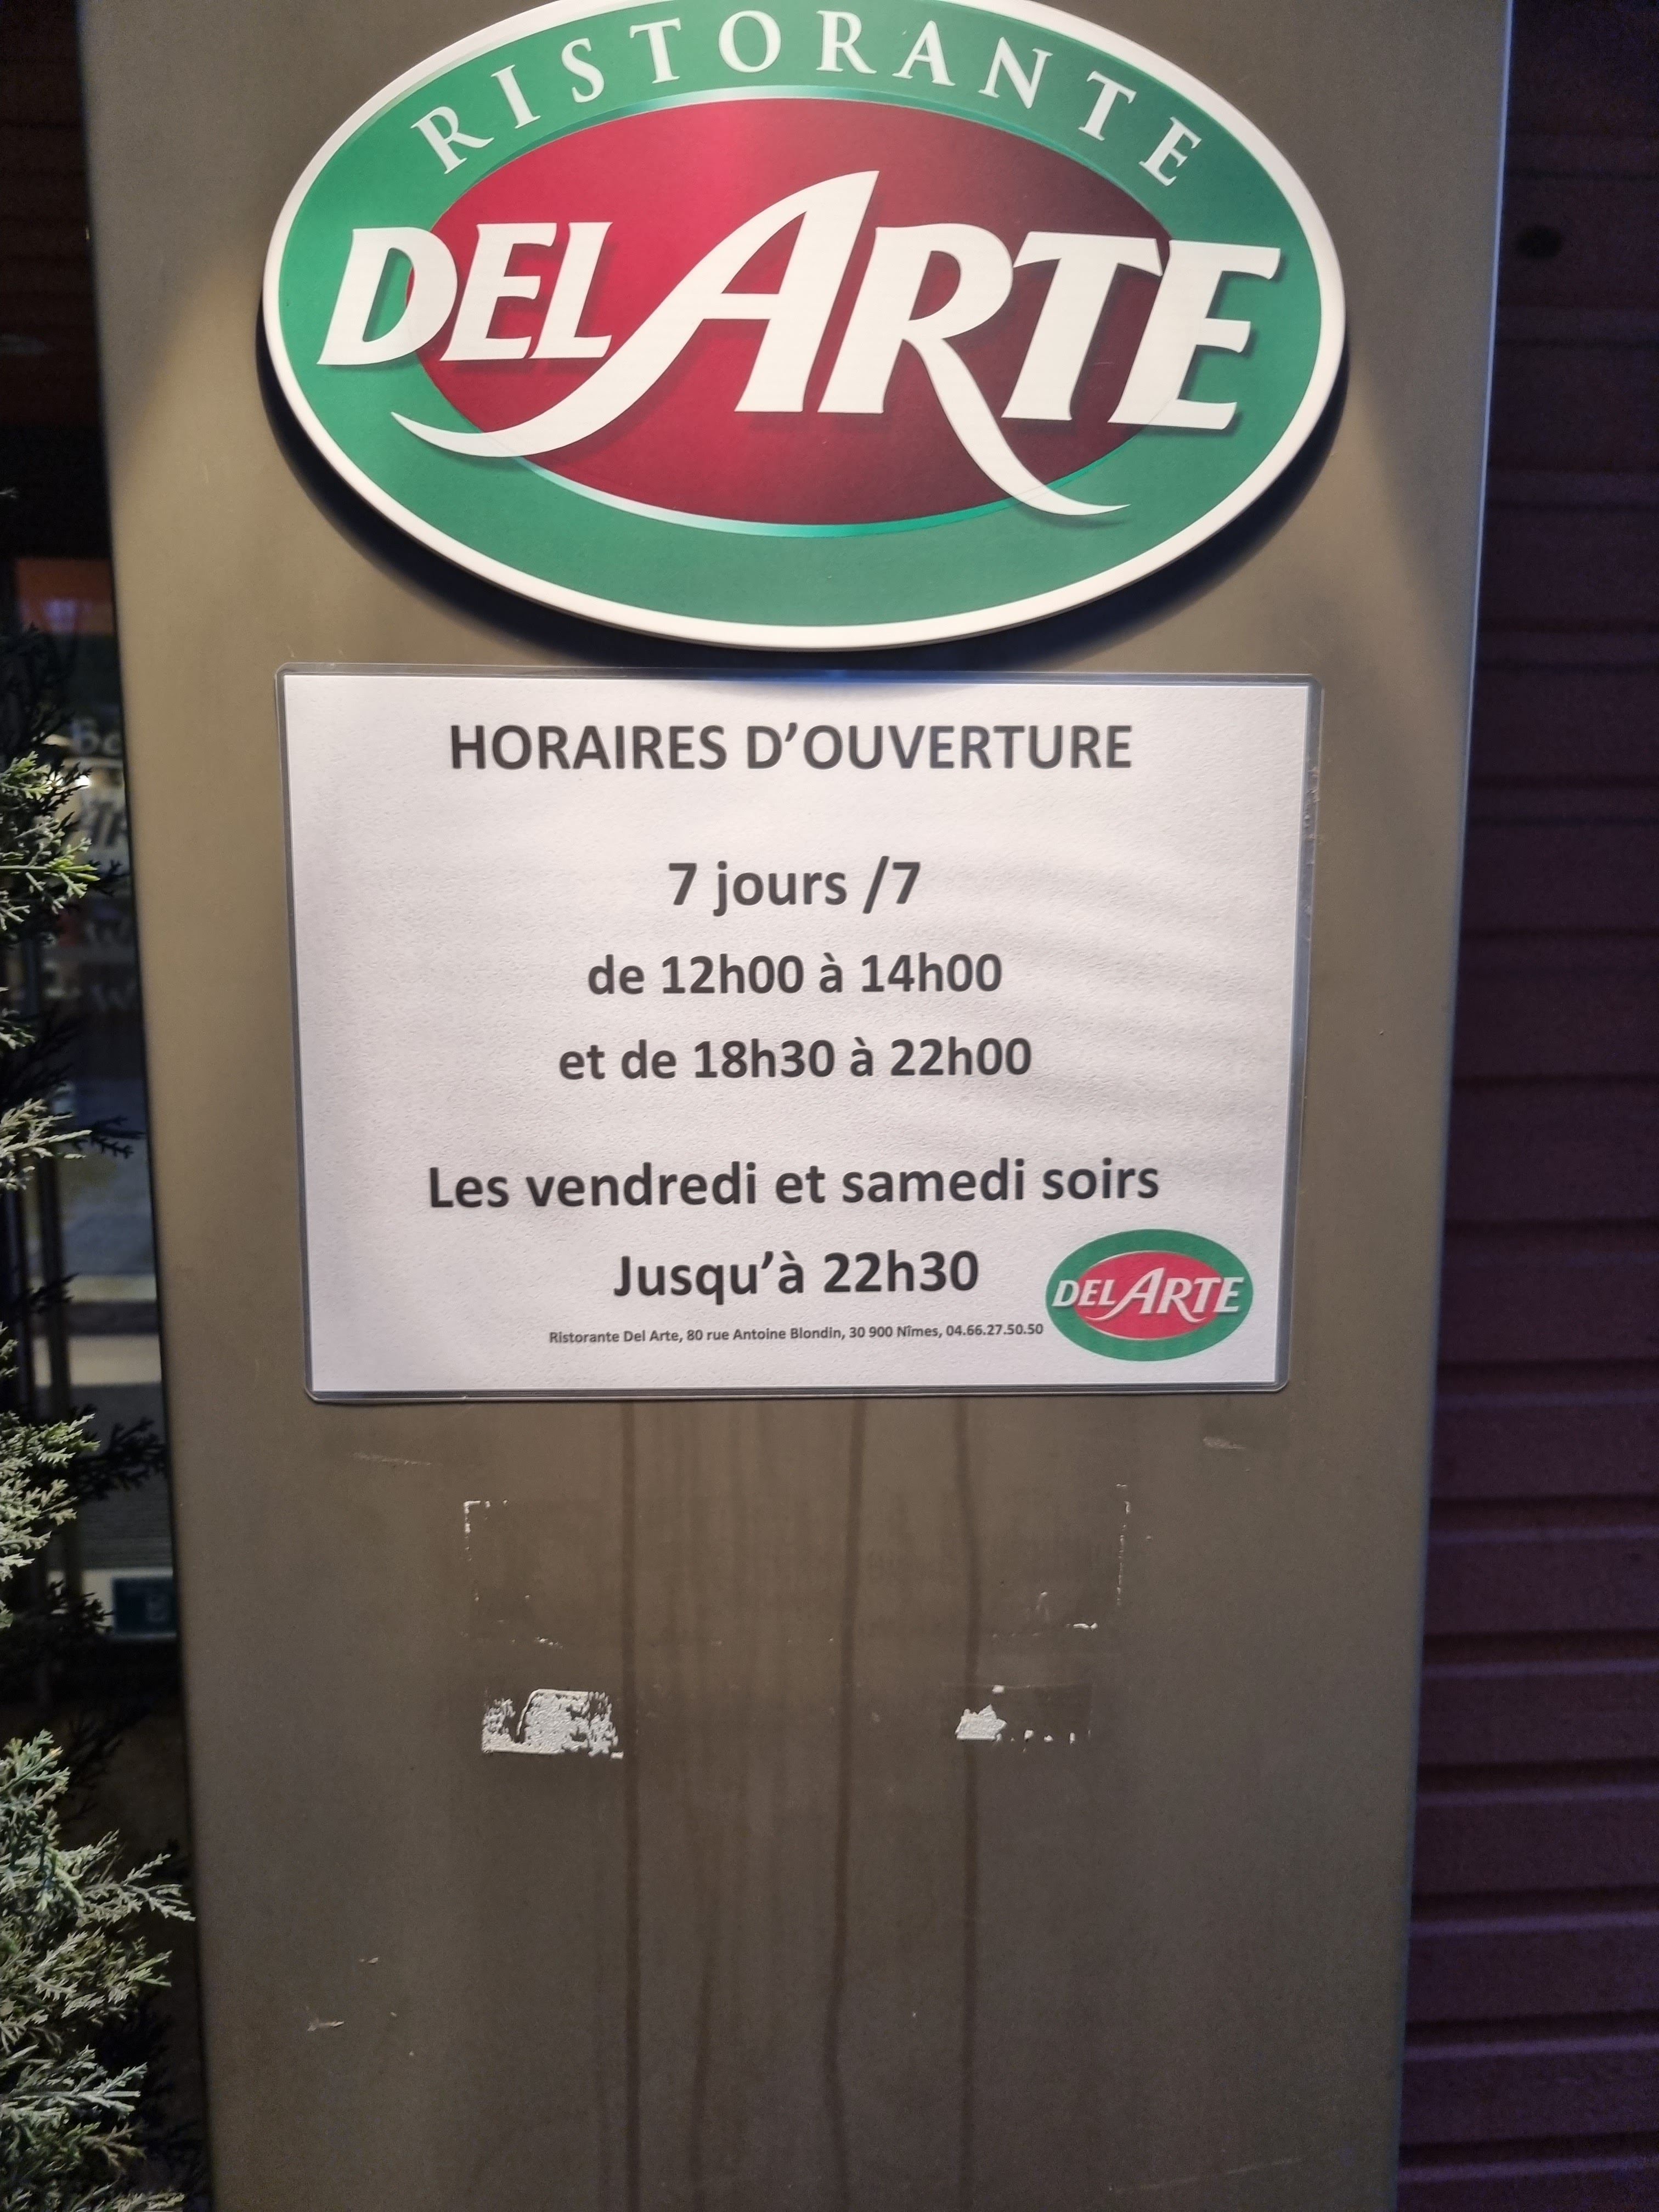 RISTORANTE
DEL ARTE
HORAIRES D'OUVERTURE
7 jours /7
de 12h00 à 14h00
et de 18h30 à 22h00
Les vendredi et samedi soirs
Jusqu'à 22h30
Ristorante Del Arte, 80 rue Antoine Blondin, 30 900 Nîmes, 04.66.27.50.50
DEL ARTE